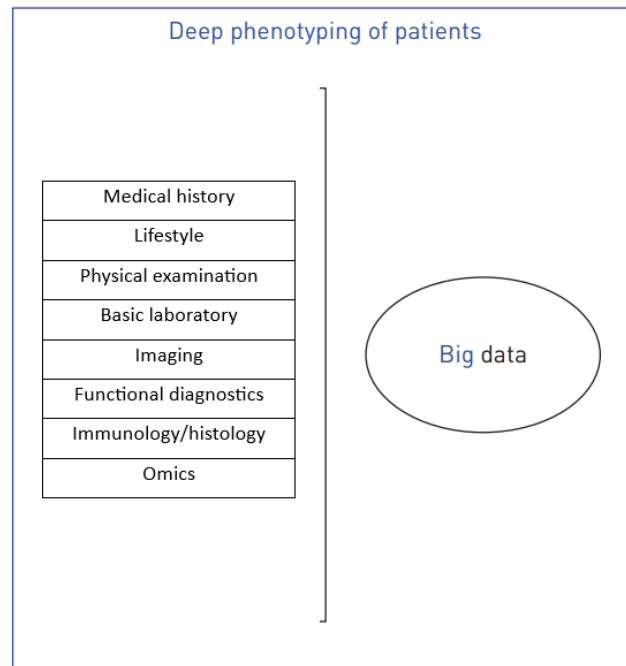 Deep phenotyping of patients
Medical history
Lifestyle
Physical examination
Basic laboratory
Imaging
Functional diagnostics
Immunology/histology
Omics
Big data